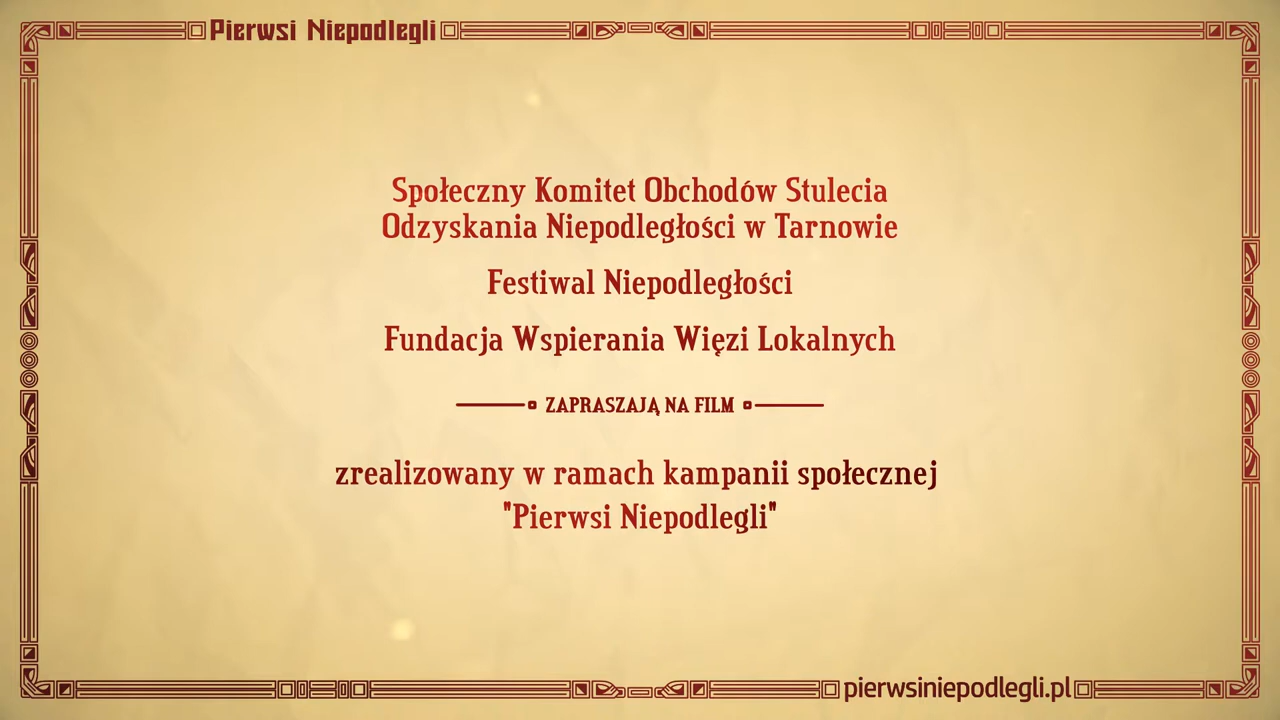 Pierwsi Niepodlegli
Społeczny Komitet Obchodów Stulecia
Odzyskania Niepodległości w Tarnowie
Festiwal Niepodległości
Fundacja Wspierania Więzi Lokalnych
ZAPRASZAJĄ NA FILM
zrealizowany w ramach kampanii społecznej
"Pierwsi Niepodlegli"
pierwsiniepodlegli.pl